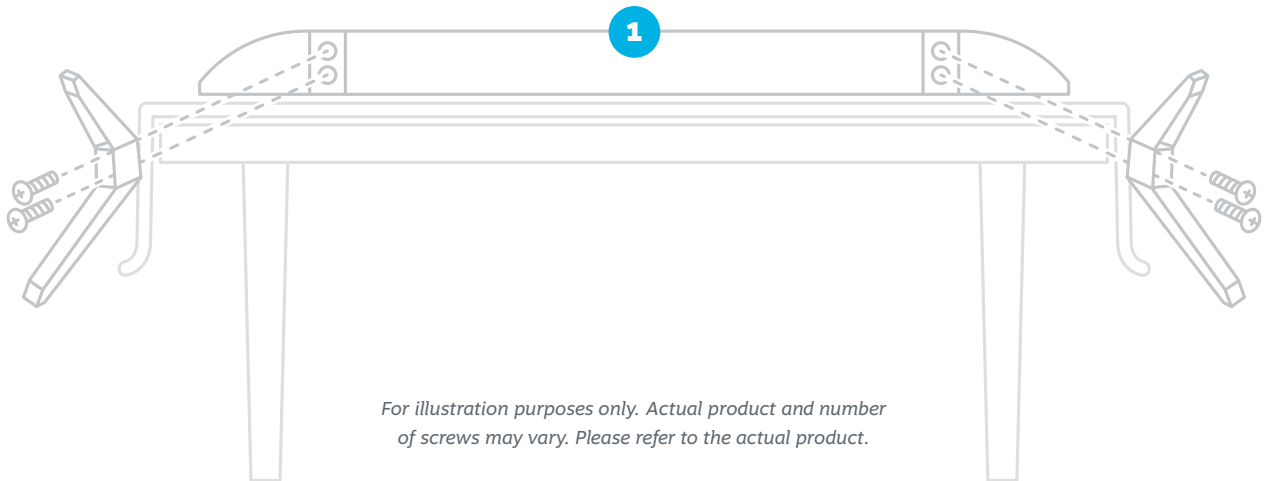 1
For illustration purposes only. Actual product and number
of screws may vary. Please refer to the actual product.